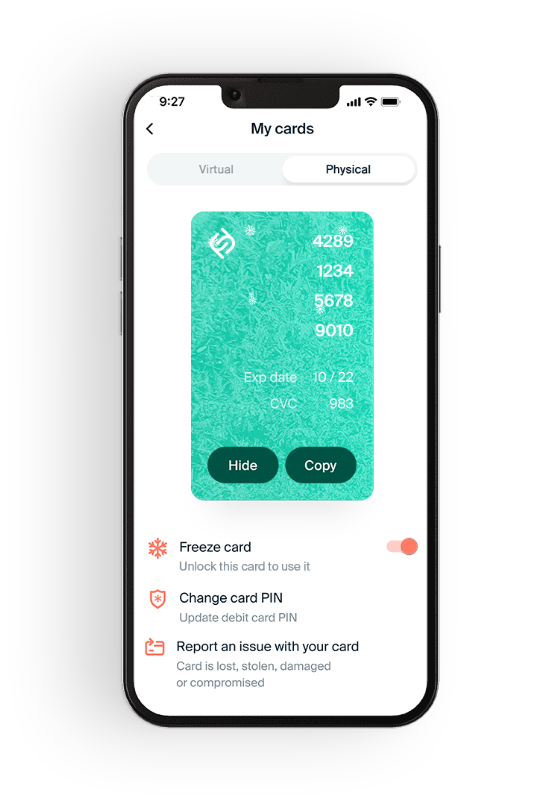 9:27
My cards
Virtual
Physical
4289
1234
5678
9010
Exp date 10 / 22
CVC 983
Hide
Copy
Freeze card
Unlock this card to use it
Change card PIN
Update debit card PIN
Report an issue with your card
Card is lost, stolen, damaged
or compromised